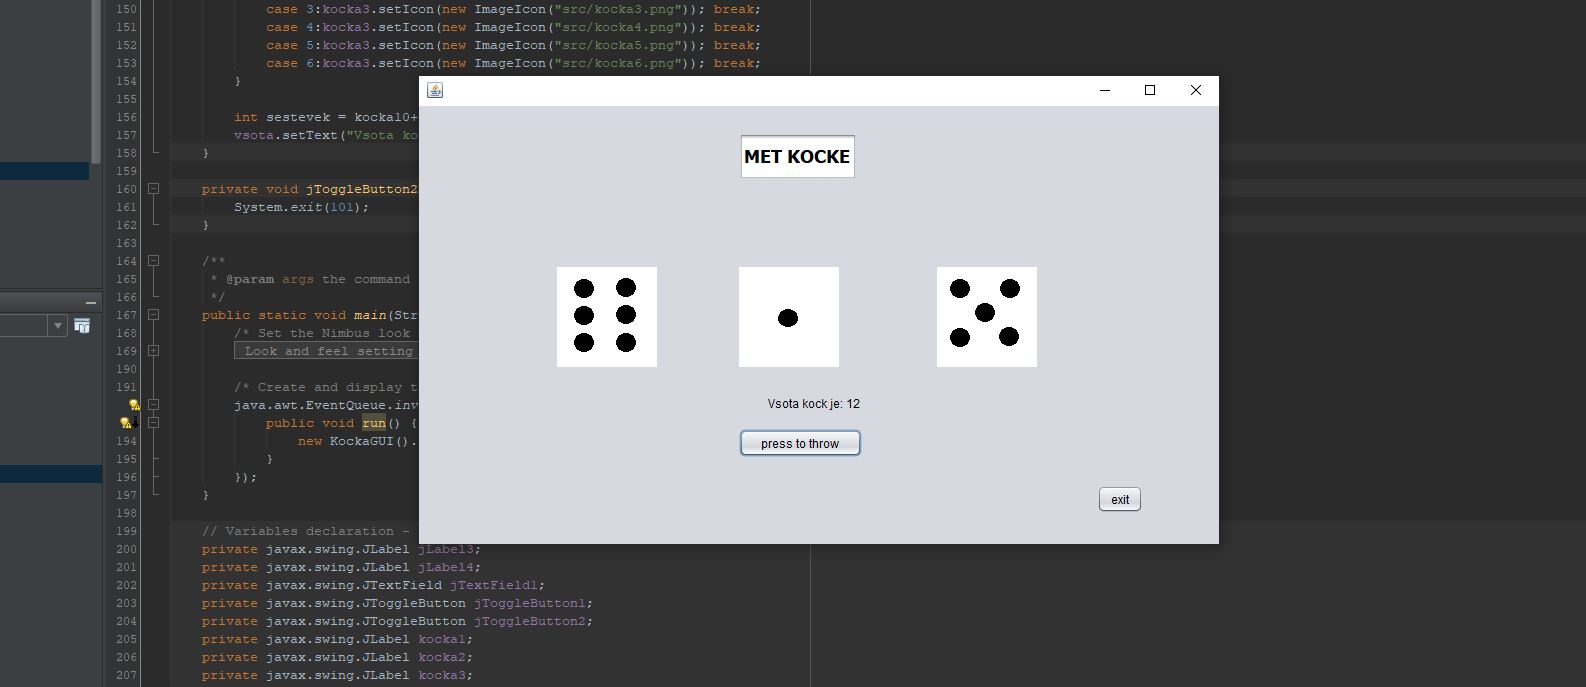 150 case 3:kocka3.setIcon(new ImageIcon("src/kocka3.png")); break;
151 case 4:kocka3.setIcon(new ImageIcon("src/kocka4.png")); break;
152 case 5:kocka3.setIcon(new ImageIcon("src/kocka5.png")); break;
153 case 6:kocka3.setIcon(new ImageIcon("src/kocka6.png")); break;
154 }
155
156 int sestevek = kocka10+
157 vsota.setText("Vsota ko
158 }
159
160 private void jToggleButton2
161 System.exit(101);
162 }
163
164 /**
165 * @param args the command
166 */
167 public static void main(Str
168 /* Set the Nimbus look
169 Look and feel setting
190
191 /* Create and display t
java.awt.EventQueue.inv
public void run() {
194 new KockaGUI().
195 }
196 });
197 }
198
199 // Variables declaration -
200 private javax.swing.JLabel jLabel3;
201 private javax.swing.JLabel jLabel4;
202 private javax.swing.JTextField jTextField1;
203 private javax.swing.JToggleButton jToggleButton1;
204 private javax.swing.JToggleButton jToggleButton2;
205 private javax.swing.JLabel kocka1;
206 private javax.swing.JLabel kocka2;
207 private javax.swing.JLabel kocka3;
MET KOCKE
Vsota kock je: 12
press to throw
exit